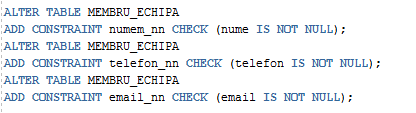 ALTER TABLE MEMBRU_ECHIPA
ADD CONSTRAINT numem_nn CHECK (nume IS NOT NULL);
ALTER TABLE MEMBRU_ECHIPA
ADD CONSTRAINT telefon_nn CHECK (telefon IS NOT NULL);
ALTER TABLE MEMBRU_ECHIPA
ADD CONSTRAINT email_nn CHECK (email IS NOT NULL);